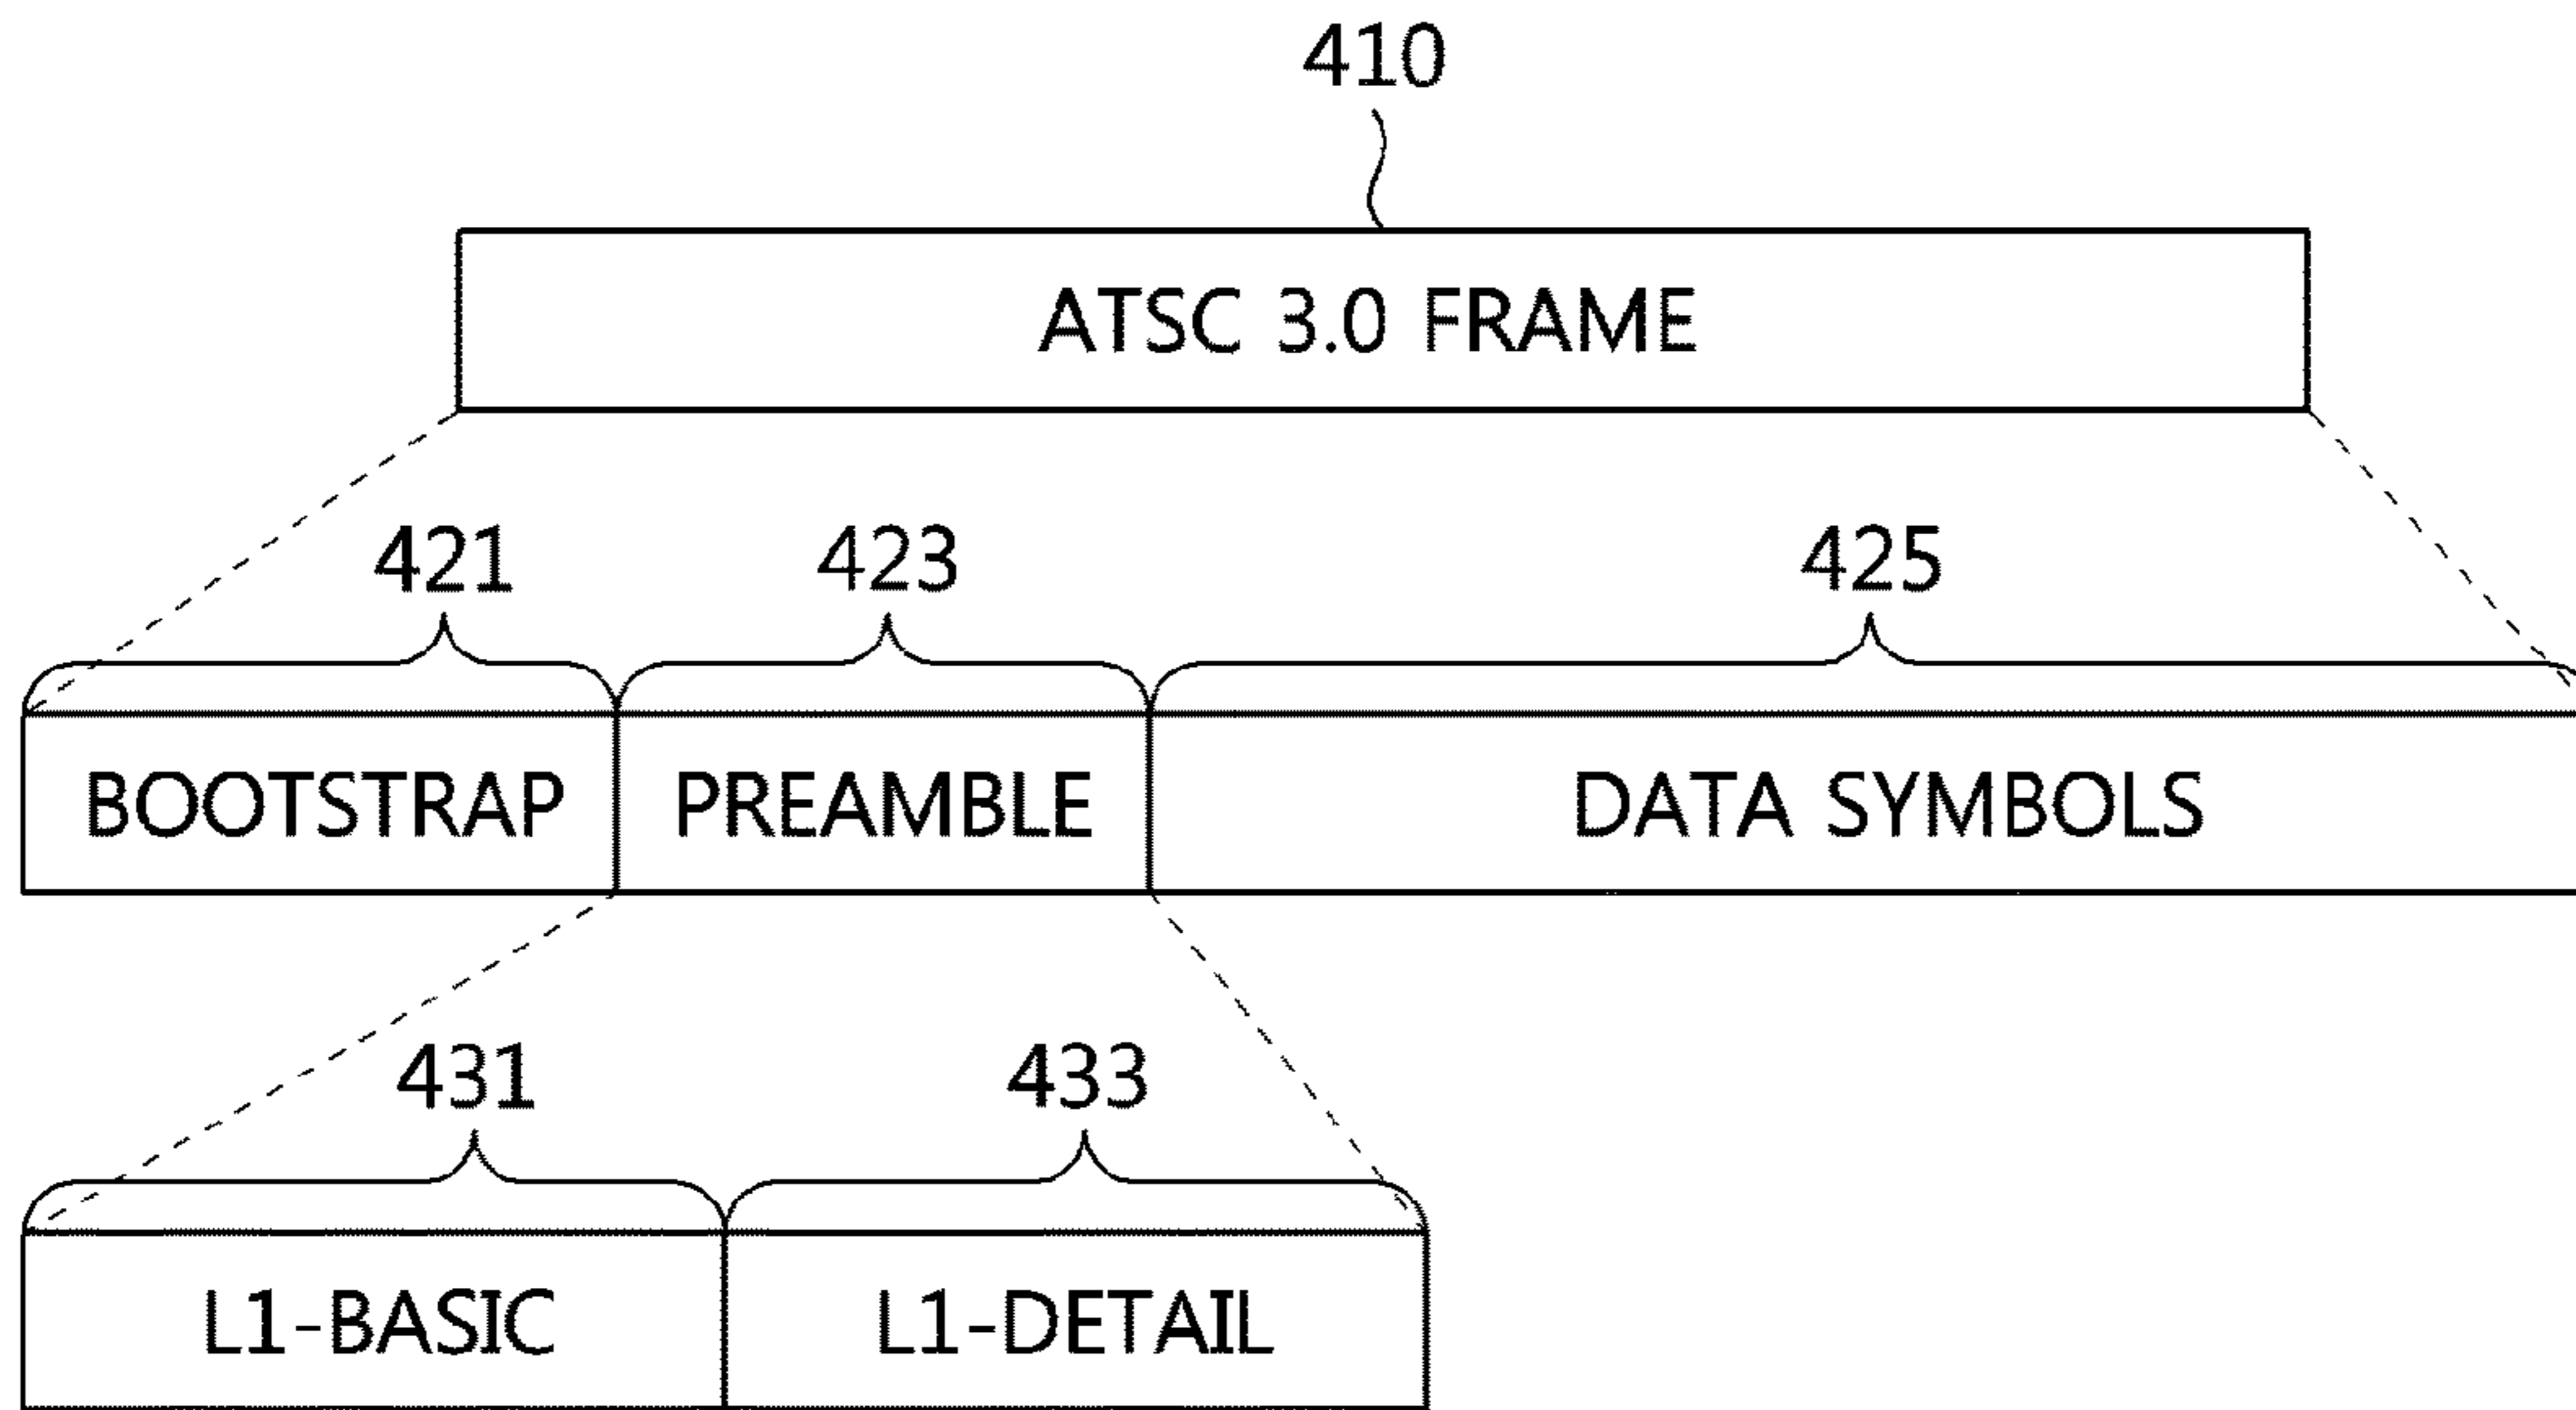 410
ATSC 3.0 FRAME
421 423 425
BOOTSTRAP PREAMBLE DATA SYMBOLS
431 433
L1-BASIC L1-DETAIL